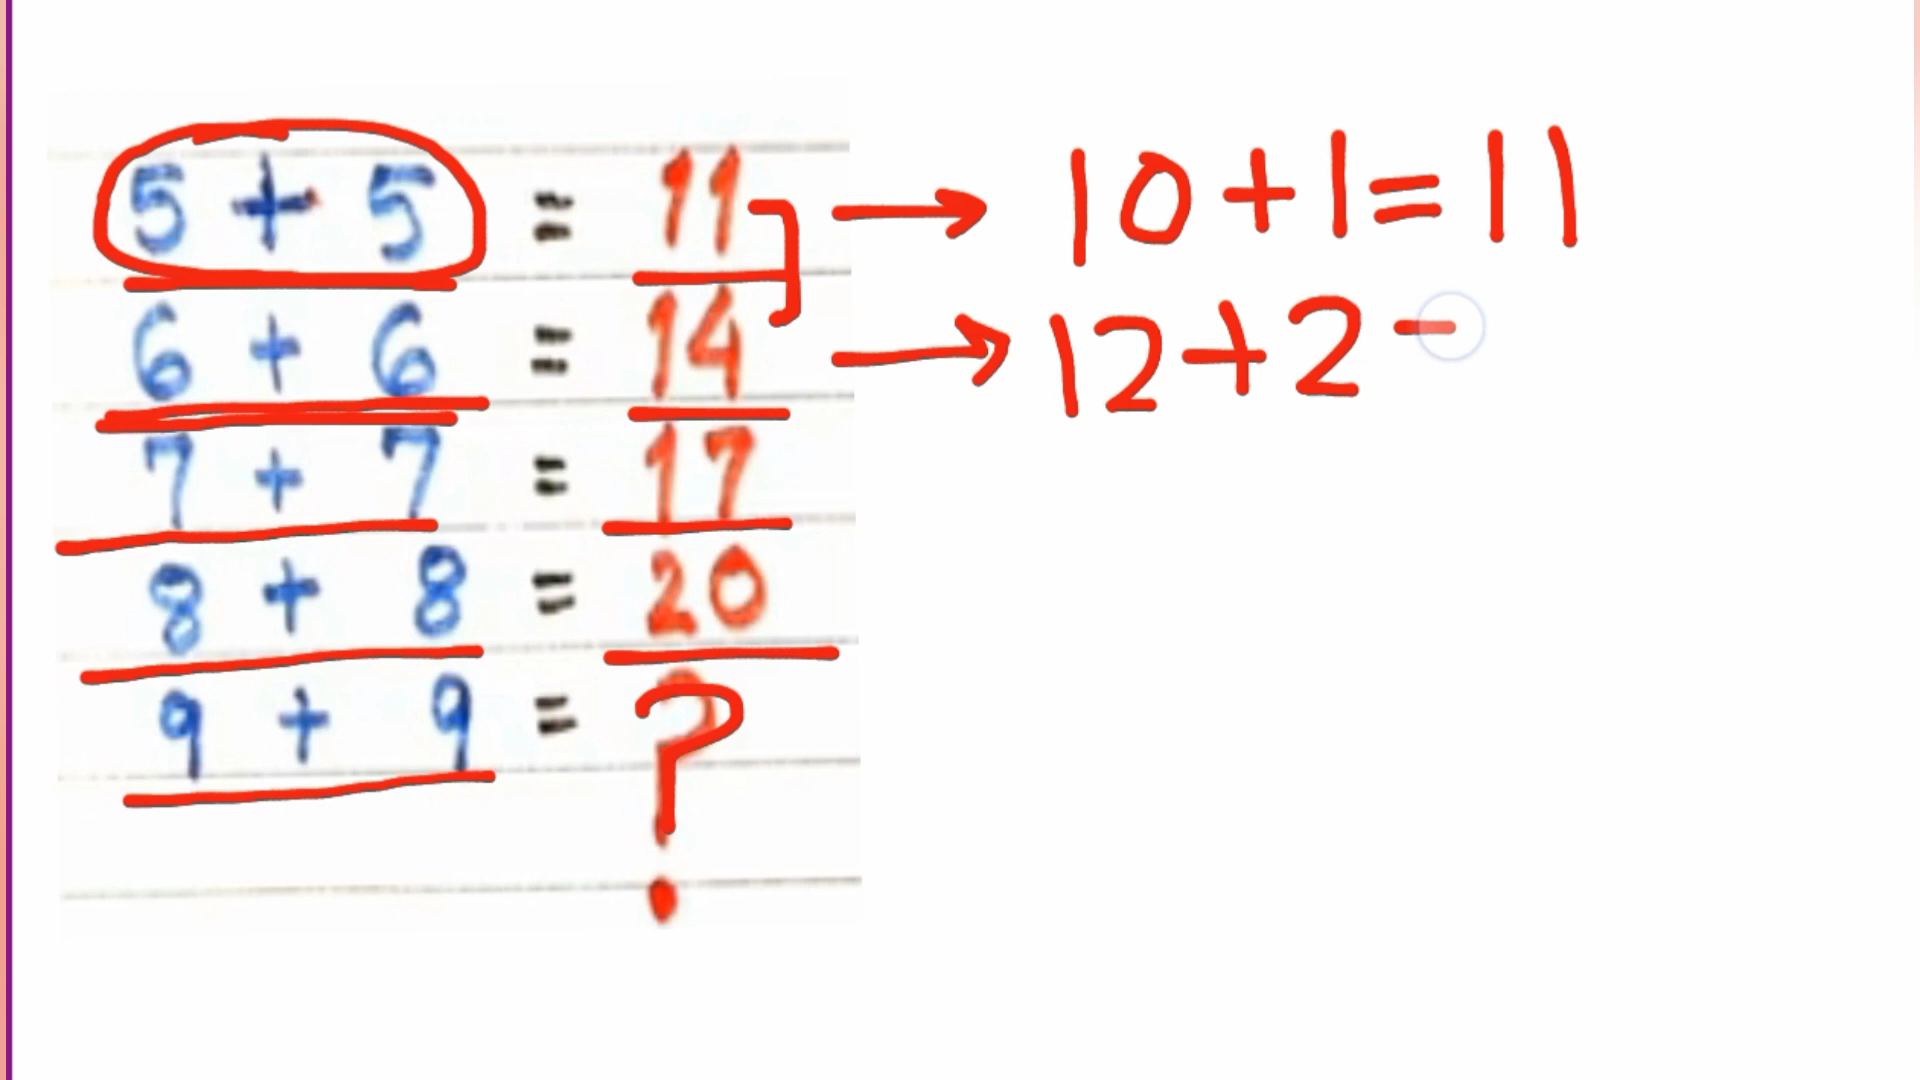 5 + 5 = 11
6 + 6 = 14
7 + 7 = 17
8 + 8 = 20
9 + 9 = ?
10+1=11
12+2-